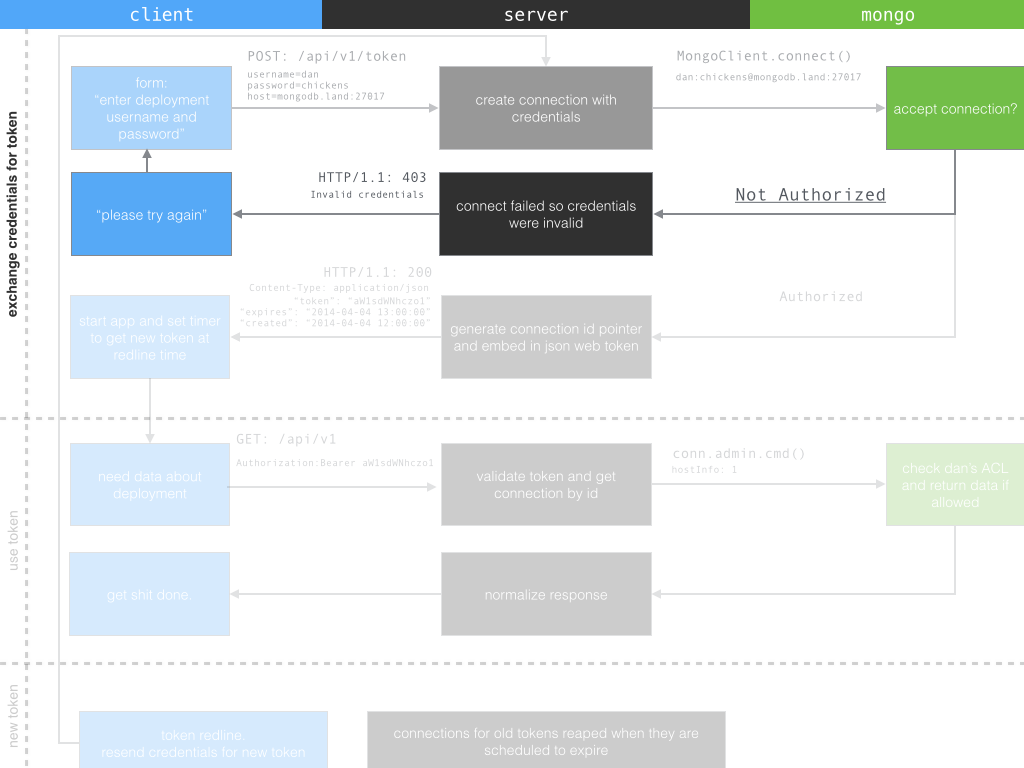 client
server
mongo
exchange credentials for token
POST: /api/v1/token
username=dan
password=chickens
host=mongodb.land:27017
MongoClient.connect()
dan:chickens@mongodb.land:27017
form:
“enter deployment
username and
password”
create connection with
credentials
accept connection?
HTTP/1.1: 403
Invalid credentials
Not Authorized
“please try again”
connect failed so credentials
were invalid
HTTP/1.1: 200
Content-Type: application/json
"token": "aW1sdWNhczo1"
"expires": "2014-04-04 13:00:00"
"created": "2014-04-04 12:00:00"
Authorized
start app and set timer
to get new token at
redline time
generate connection id pointer
and embed in json web token
use token
GET: /api/v1
Authorization:Bearer aW1sdWNhczo1
conn.admin.cmd()
hostInfo: 1
need data about
deployment
validate token and get
connection by id
check dan's ACL
and return data if
allowed
get shit done.
normalize response
new token
token redline.
resend credentials for new token
connections for old tokens reaped when they are
scheduled to expire